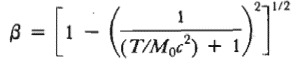 β = [1 − (1 / ((T/M₀c²) + 1))²]^1/2